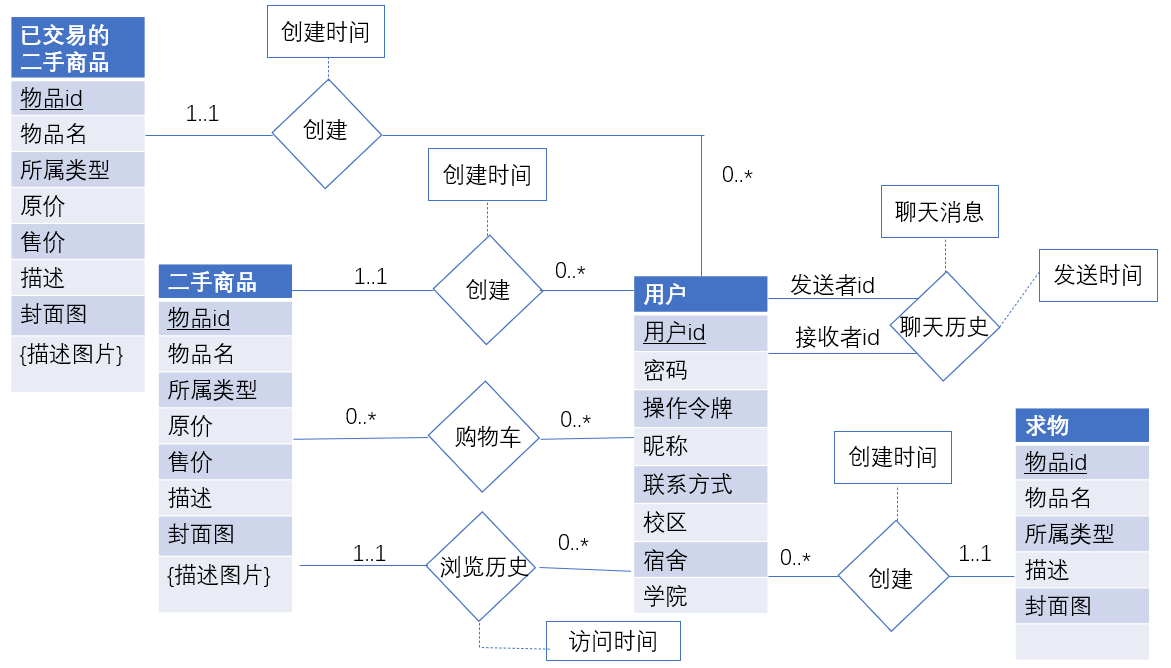 已交易的
二手商品
物品id
物品名
所属类型
原价
售价
描述
封面图
{描述图片}
创建时间
1..1
创建
0..*
创建时间
1..1
创建
0..*
二手商品
物品id
物品名
所属类型
原价
售价
描述
封面图
{描述图片}
0..*
购物车
0..*
1..1
浏览历史
0..*
访问时间
用户
用户id
密码
操作令牌
昵称
联系方式
校区
宿舍
学院
聊天消息
发送时间
发送者id
聊天历史
接收者id
创建时间
0..*
创建
1..1
求物
物品id
物品名
所属类型
描述
封面图